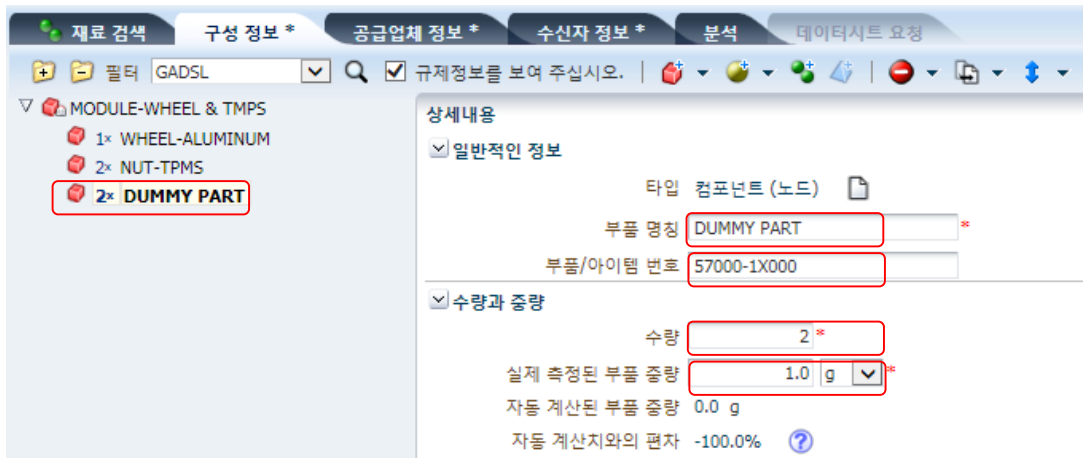 재료 검색 구성 정보 * 공급업체 정보 * 수신자 정보 * 분석 데이터시트 요청
필터 GADSL 규제정보를 보여 주십시오.
MODULE-WHEEL & TMPS
1x WHEEL-ALUMINUM
2x NUT-TPMS
2x DUMMY PART
상세내용
일반적인 정보
타입 컴포넌트 (노드)
부품 명칭 DUMMY PART *
부품/아이템 번호 57000-1X000
수량과 중량
수량 2 *
실제 측정된 부품 중량 1.0 g *
자동 계산된 부품 중량 0.0 g
자동 계산치와의 편차 -100.0% ?